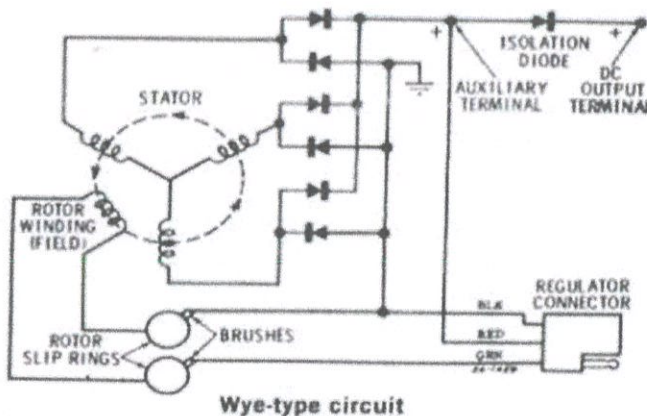 +
+
ISOLATION
DIODE
AUXILIARY
TERMINAL
DC
OUTPUT
TERMINAL
STATOR
ROTOR
WINDING
(FIELD)
REGULATOR
CONNECTOR
BLK
RED
GRN
ROTOR
SLIP RINGS
BRUSHES
Wye-type circuit